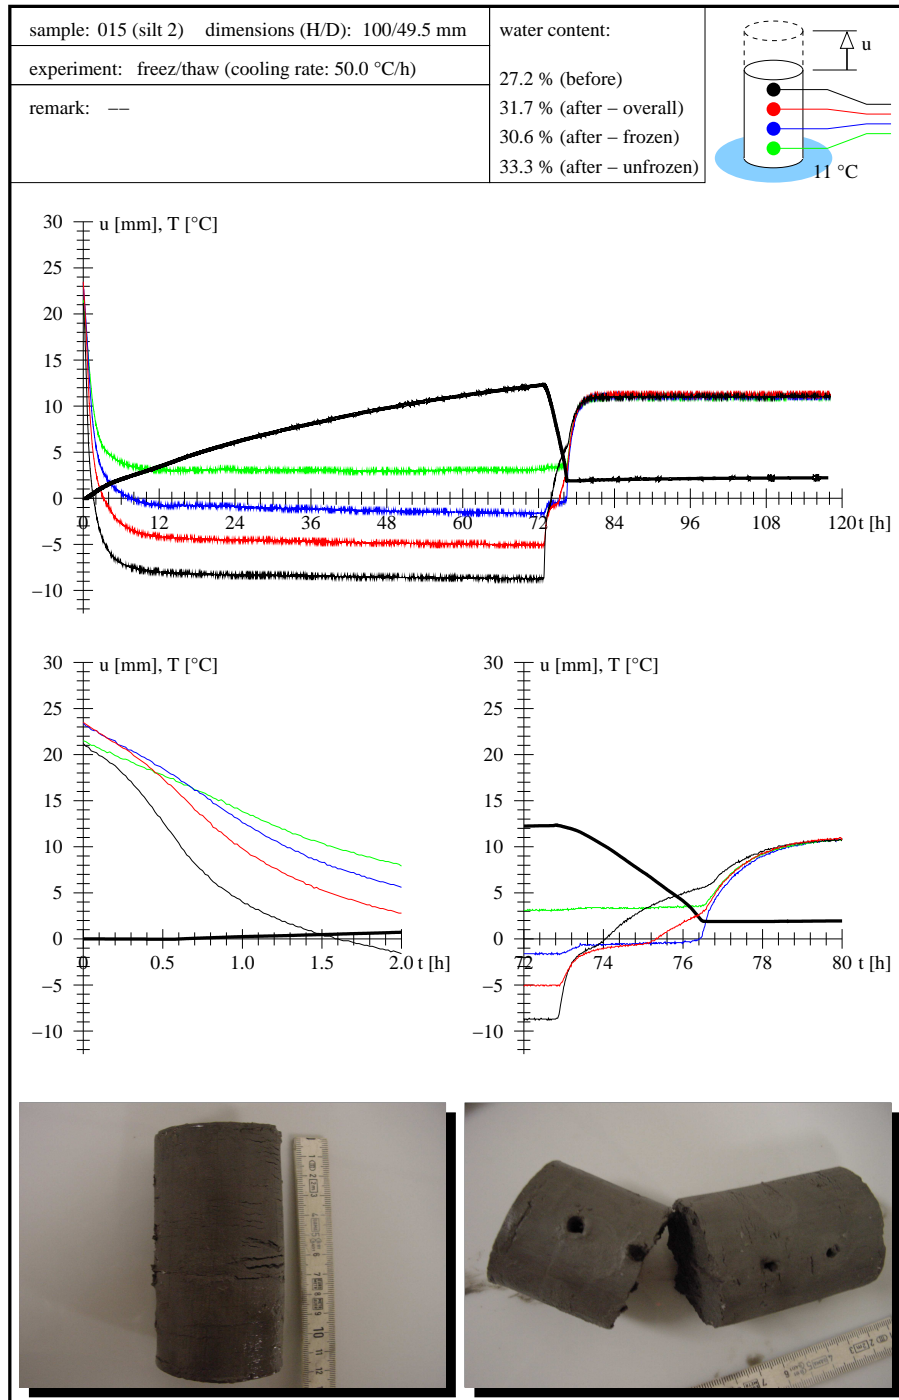 sample: 015 (silt 2) dimensions (H/D): 100/49.5 mm
experiment: freez/thaw (cooling rate: 50.0 °C/h)
remark: −−
water content:
27.2 % (before)
31.7 % (after − overall)
30.6 % (after − frozen)
33.3 % (after − unfrozen)
u
11 °C
u [mm], T [°C]
30
25
20
15
10
5
0
−5
−10
0 12 24 36 48 60 72 84 96 108 120 t [h]
u [mm], T [°C]
30
25
20
15
10
5
0
−5
−10
0 0.5 1.0 1.5 2.0 t [h]
u [mm], T [°C]
30
25
20
15
10
5
0
−5
−10
72 74 76 78 80 t [h]